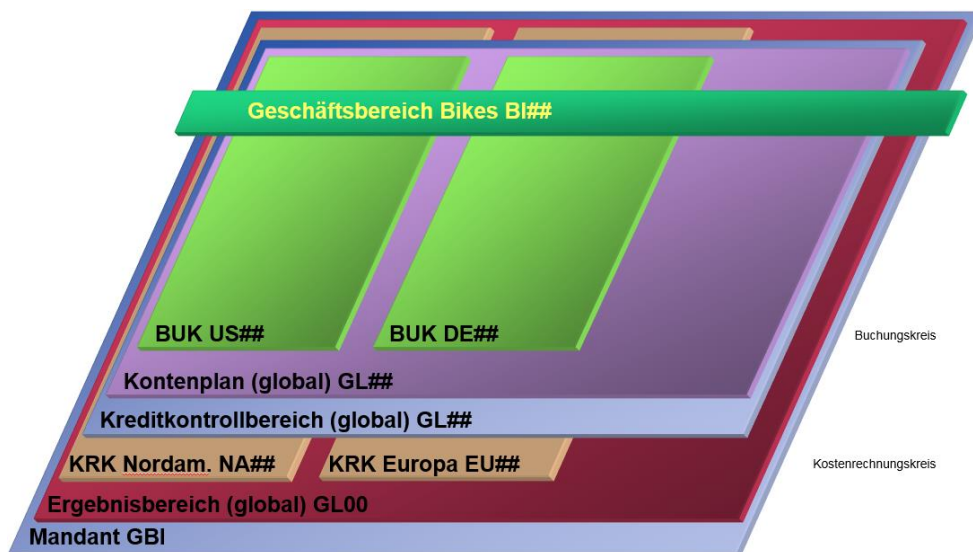 Geschäftsbereich Bikes BI##
BUK US##
BUK DE##
Buchungskreis
Kontenplan (global) GL##
Kreditkontrollbereich (global) GL##
KRK Nordam. NA##
KRK Europa EU##
Kostenrechnungskreis
Ergebnisbereich (global) GL00
Mandant GBI